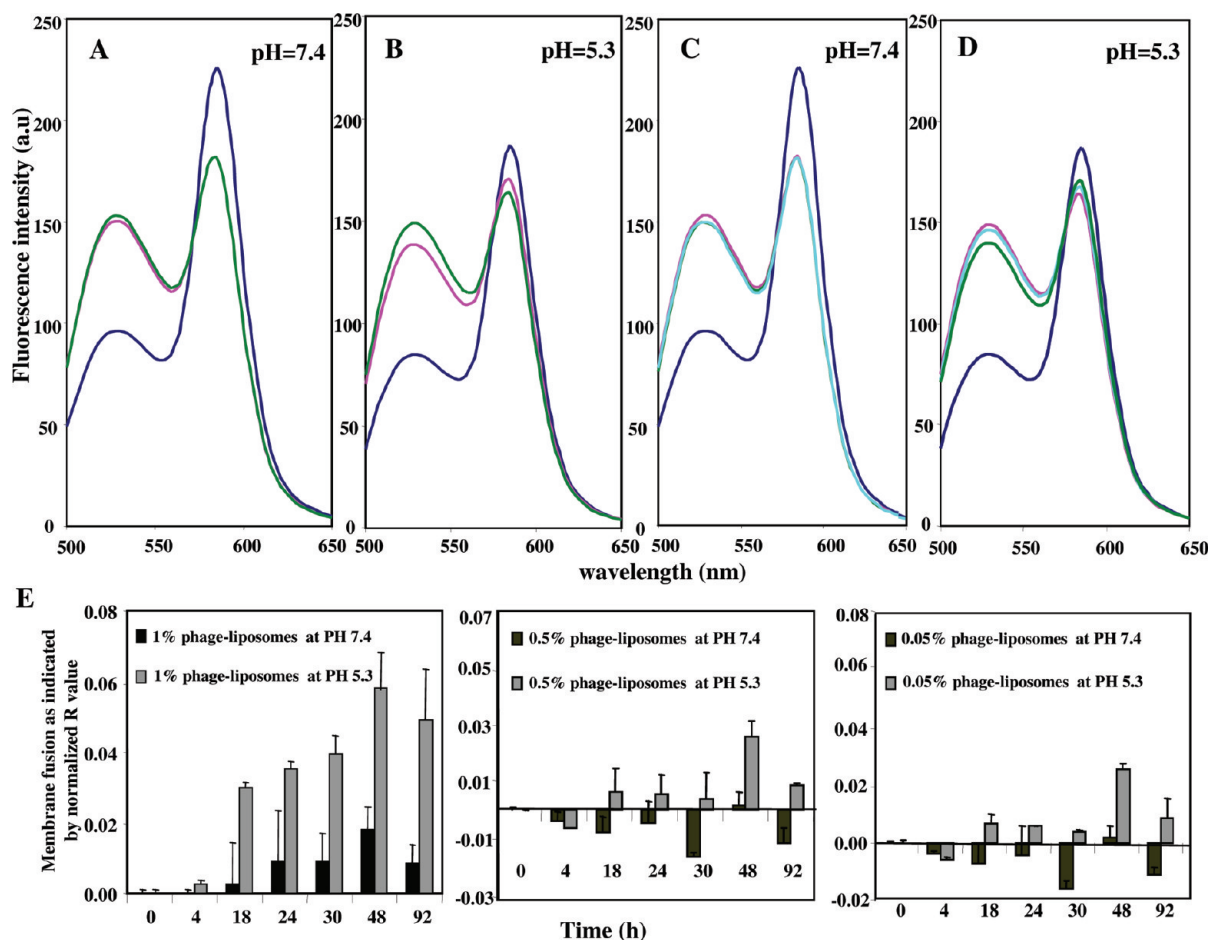 A
pH=7.4
B
pH=5.3
C
pH=7.4
D
pH=5.3
Fluorescence intensity (a.u)
250
200
150
100
50
0
500 550 600 650
250
200
150
100
50
0
500 550 600 650
250
200
150
100
50
0
500 550 600 650
250
200
150
100
50
0
500 550 600 650
wavelength (nm)
E
Membrane fusion as indicated
by normalized R value
0.08
0.06
0.04
0.02
0.00
1% phage-liposomes at PH 7.4
1% phage-liposomes at PH 5.3
0 4 18 24 30 48 92
0.07
0.05
0.03
0.01
-0.01
-0.03
0.5% phage-liposomes at PH 7.4
0.5% phage-liposomes at PH 5.3
0 4 18 24 30 48 92
0.08
0.06
0.04
0.02
0.00
-0.02
0.05% phage-liposomes at PH 7.4
0.05% phage-liposomes at PH 5.3
0 4 18 24 30 48 92
Time (h)